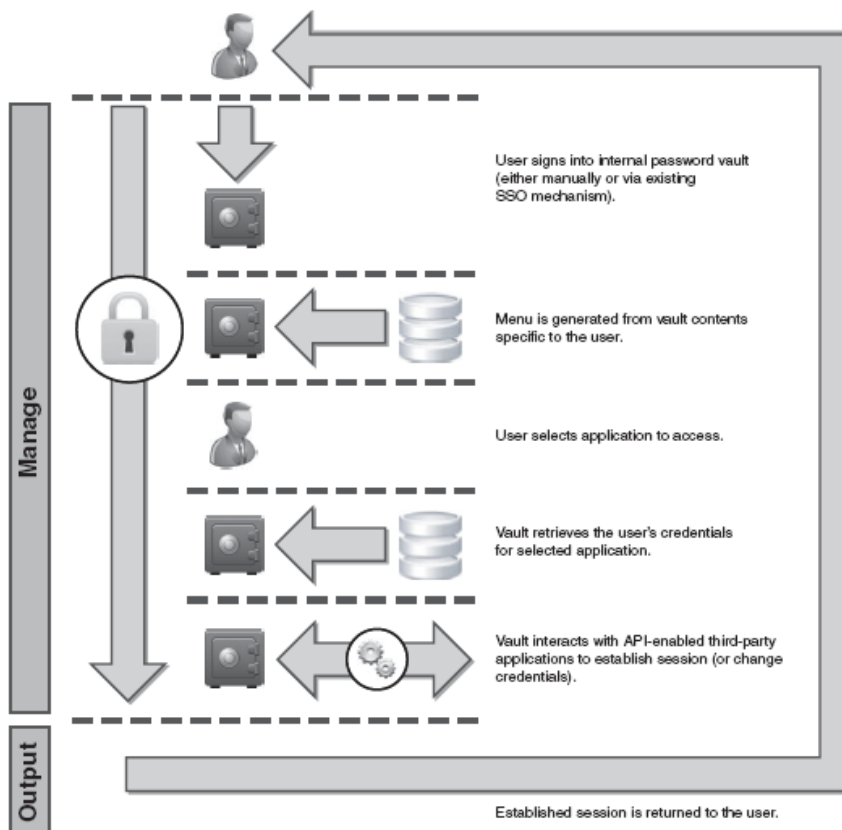 User signs into internal password vault
(either manually or via existing
SSO mechanism).
Menu is generated from vault contents
specific to the user.
Manage
User selects application to access.
Vault retrieves the user's credentials
for selected application.
Vault interacts with API-enabled third-party
applications to establish session (or change
credentials).
Output
Established session is returned to the user.